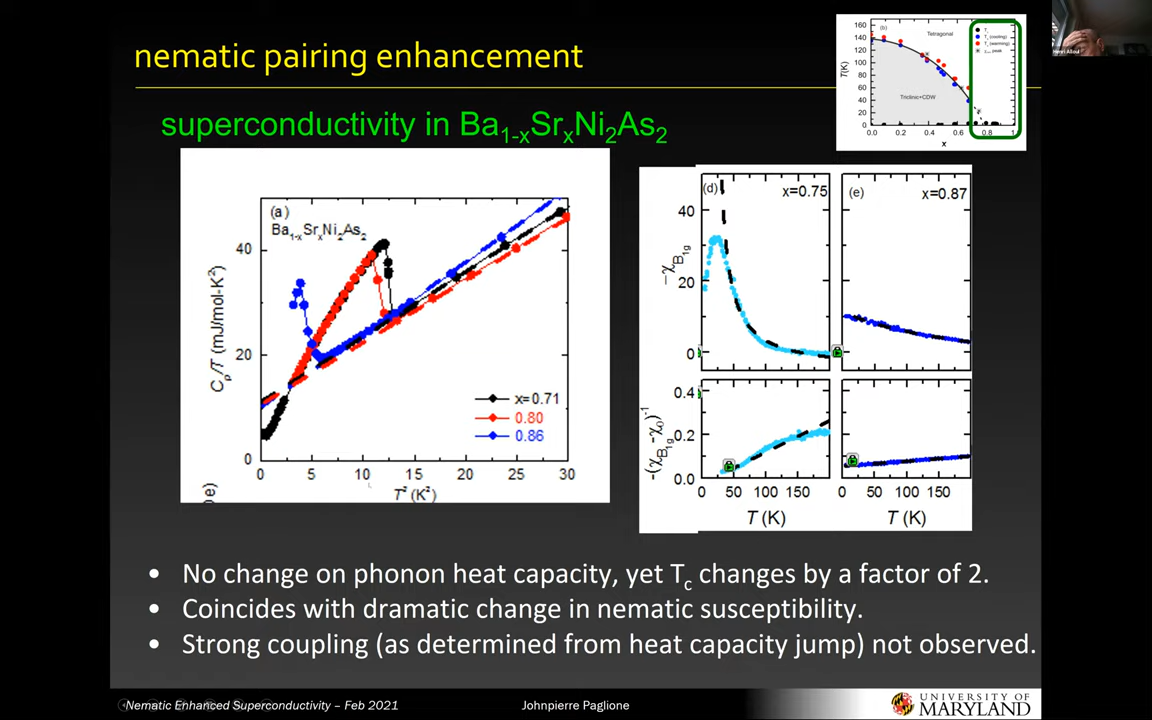 nematic pairing enhancement
superconductivity in Ba1-xSrxNi2As2
(b)
Tetragonal
Triclinic+CDW
(cooling)
(warming)
peak
T(K)
160
140
120
100
80
60
40
20
0
0.0 0.2 0.4 0.6 0.8 1
x
Henri Alloul
(a)
Ba1-xSrxNi2As2
Cp/T (mJ/mol-K²)
40
20
0
0 5 10 15 20 25 30
T² (K²)
x=0.71
0.80
0.86
(d) x=0.75
(e) x=0.87
-χB1g
40
20
0
-(χB1g -χ0)-1
0.4
0.2
0.0
0 50 100 150
0 50 100 150
T (K)
T (K)
• No change on phonon heat capacity, yet Tc changes by a factor of 2.
• Coincides with dramatic change in nematic susceptibility.
• Strong coupling (as determined from heat capacity jump) not observed.
Nematic Enhanced Superconductivity – Feb 2021
Johnpierre Paglione
UNIVERSITY OF
MARYLAND